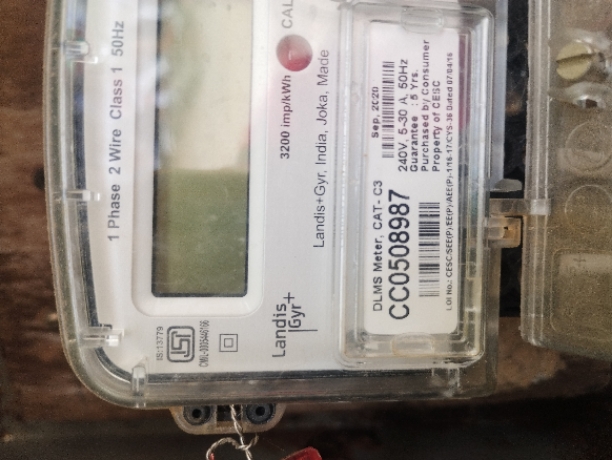 1 Phase 2 Wire Class 1 50Hz
3200 imp/kWh CAL
Landis+Gyr, India, Joka, Made
IS:13779
Landis
Gyr+
Sep, 2020
240V, 5-30 A, 50Hz
Guarantee : 5 Yrs.
Purchased by Consumer
Property of CESC
DLMS Meter, CAT- C3
CC0508987